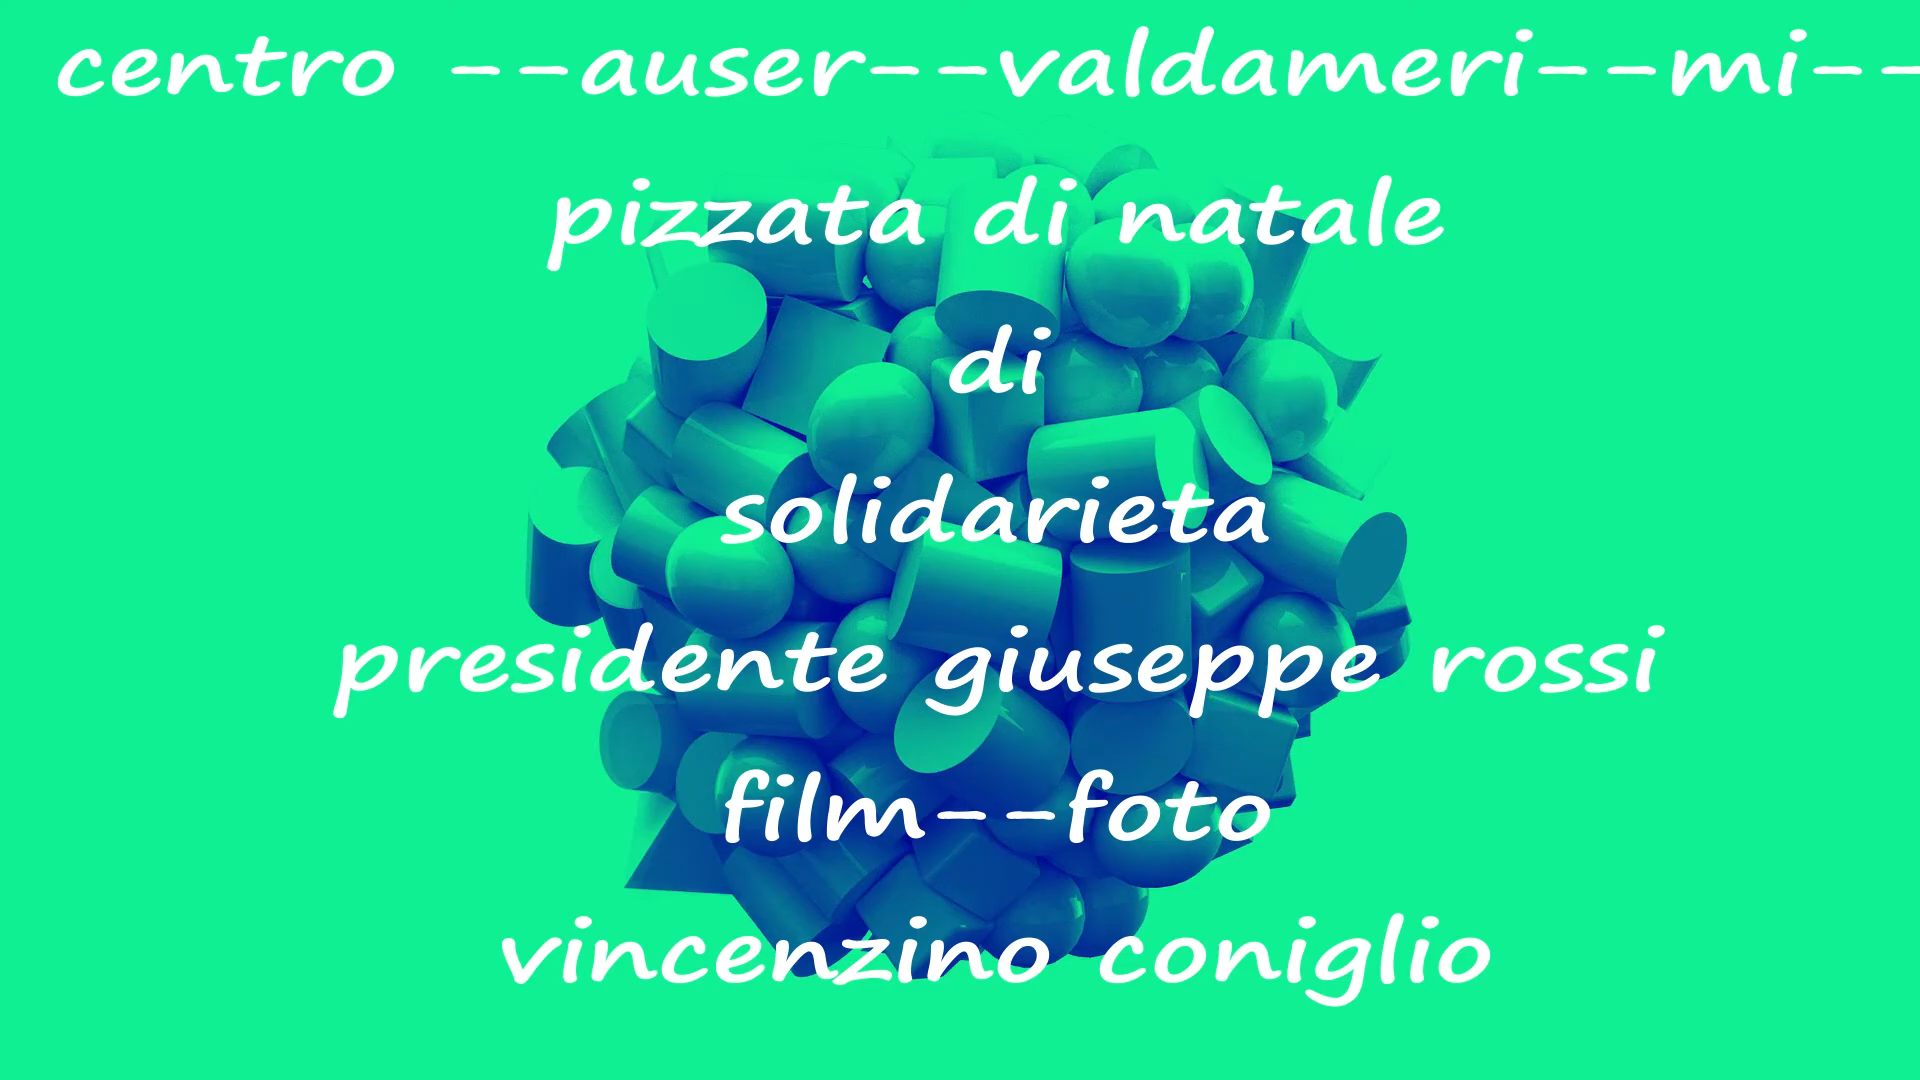 centro --auser--valdameri--mi--
pizzata di natale
di
solidarieta
presidente giuseppe rossi
film--foto
vincenzino coniglio